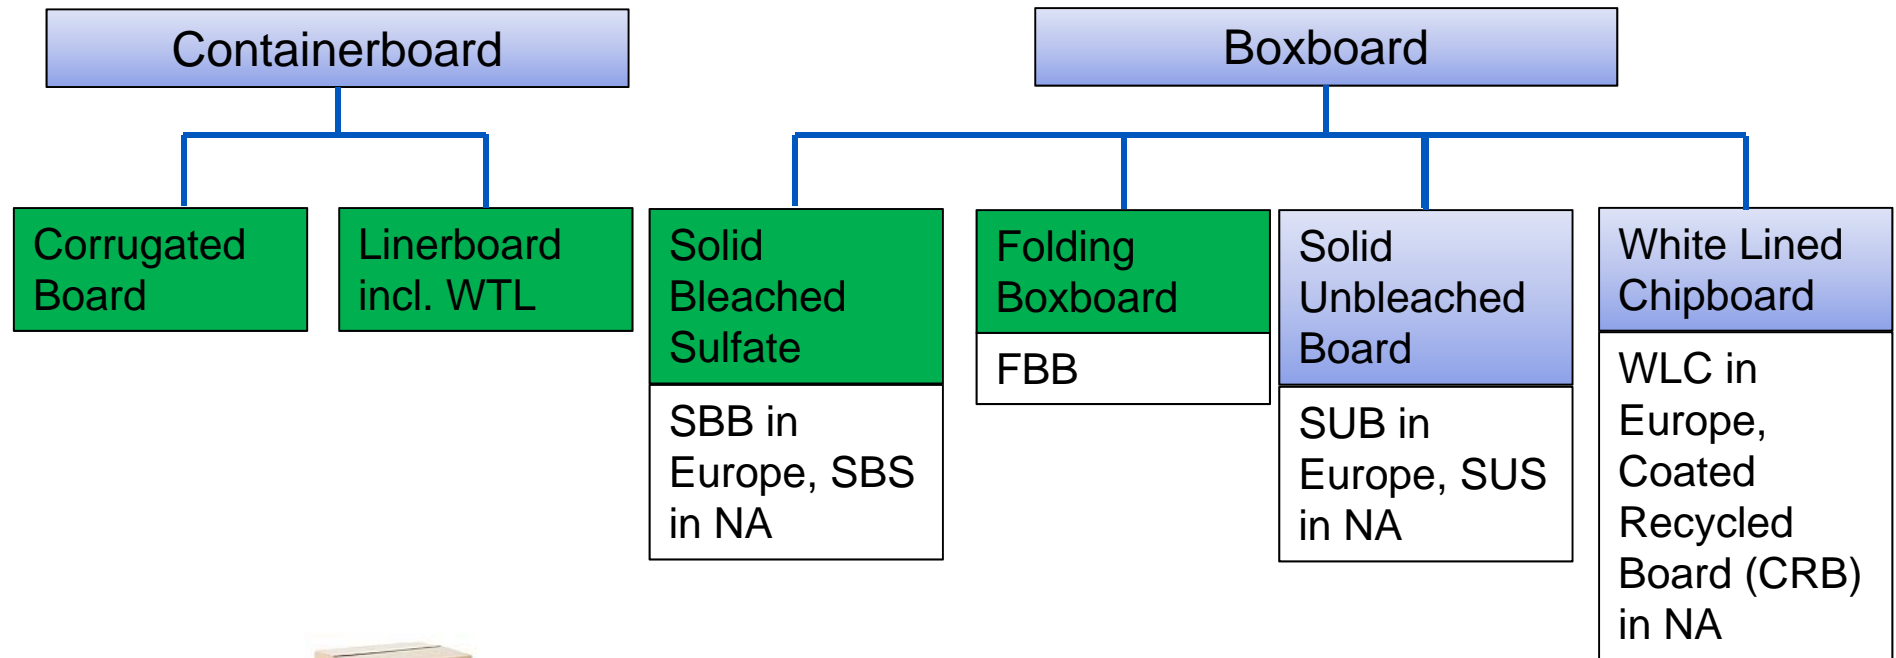 Containerboard
Boxboard
Corrugated
Board
Linerboard
incl. WTL
Solid
Bleached
Sulfate
SBB in
Europe, SBS
in NA
Folding
Boxboard
FBB
Solid
Unbleached
Board
SUB in
Europe, SUS
in NA
White Lined
Chipboard
WLC in
Europe,
Coated
Recycled
Board (CRB)
in NA